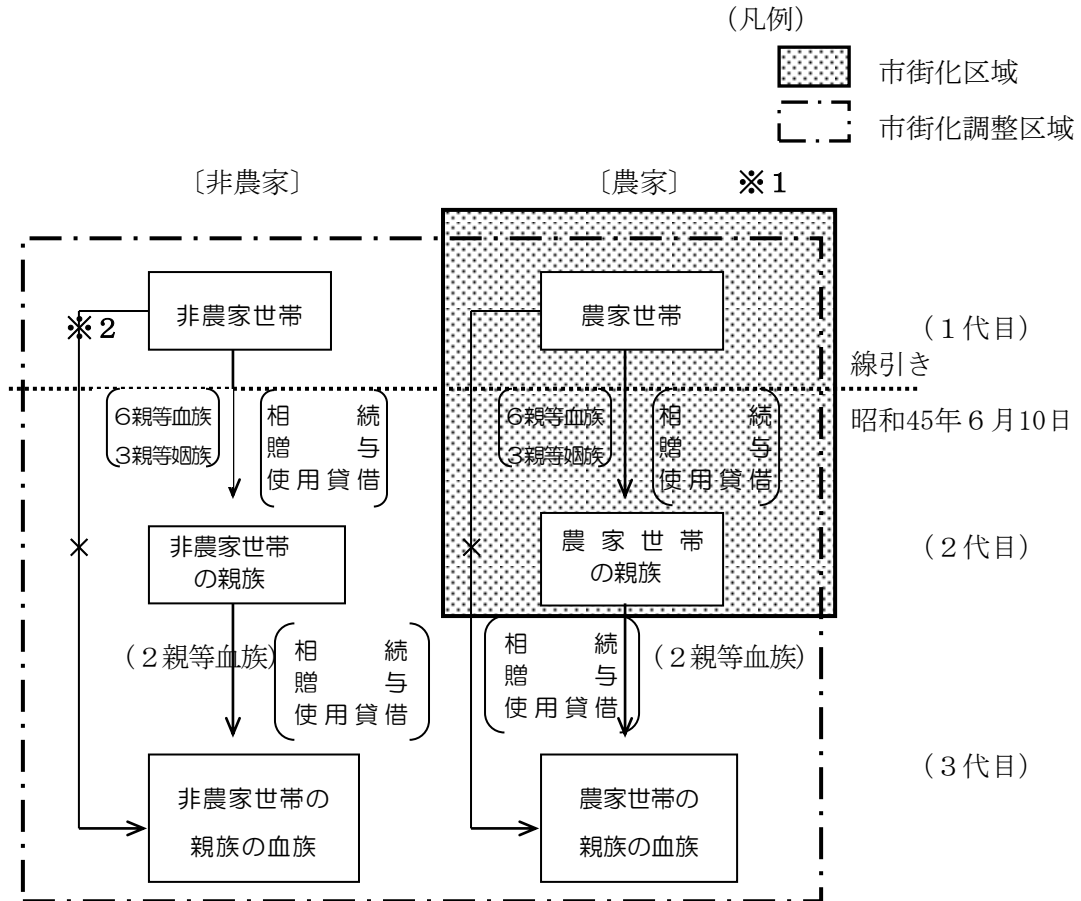 （凡例）
市街化区域
市街化調整区域
〔非農家〕 〔農家〕 ※１
非農家世帯 農家世帯 （１代目）
※２
線引き
昭和45年６月10日
６親等血族 相続 ６親等血族 相続
３親等姻族 贈与 ３親等姻族 贈与
使用貸借 使用貸借
非農家世帯 農家世帯 （２代目）
の親族 の親族
（２親等血族） 相続 相続 （２親等血族）
贈与 贈与
使用貸借 使用貸借
（３代目）
非農家世帯の 農家世帯の
親族の血族 親族の血族